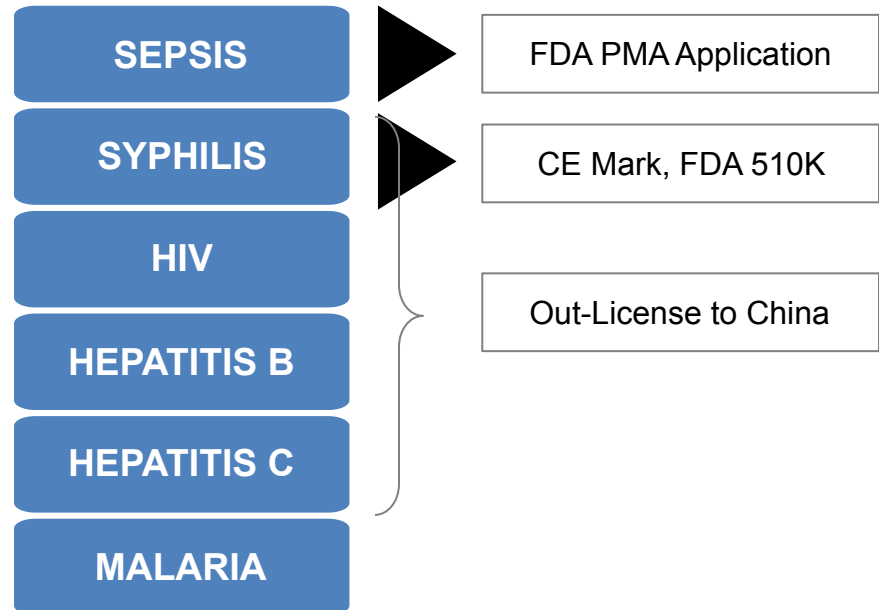 SEPSIS
FDA PMA Application
SYPHILIS
CE Mark, FDA 510K
HIV
Out-License to China
HEPATITIS B
HEPATITIS C
MALARIA